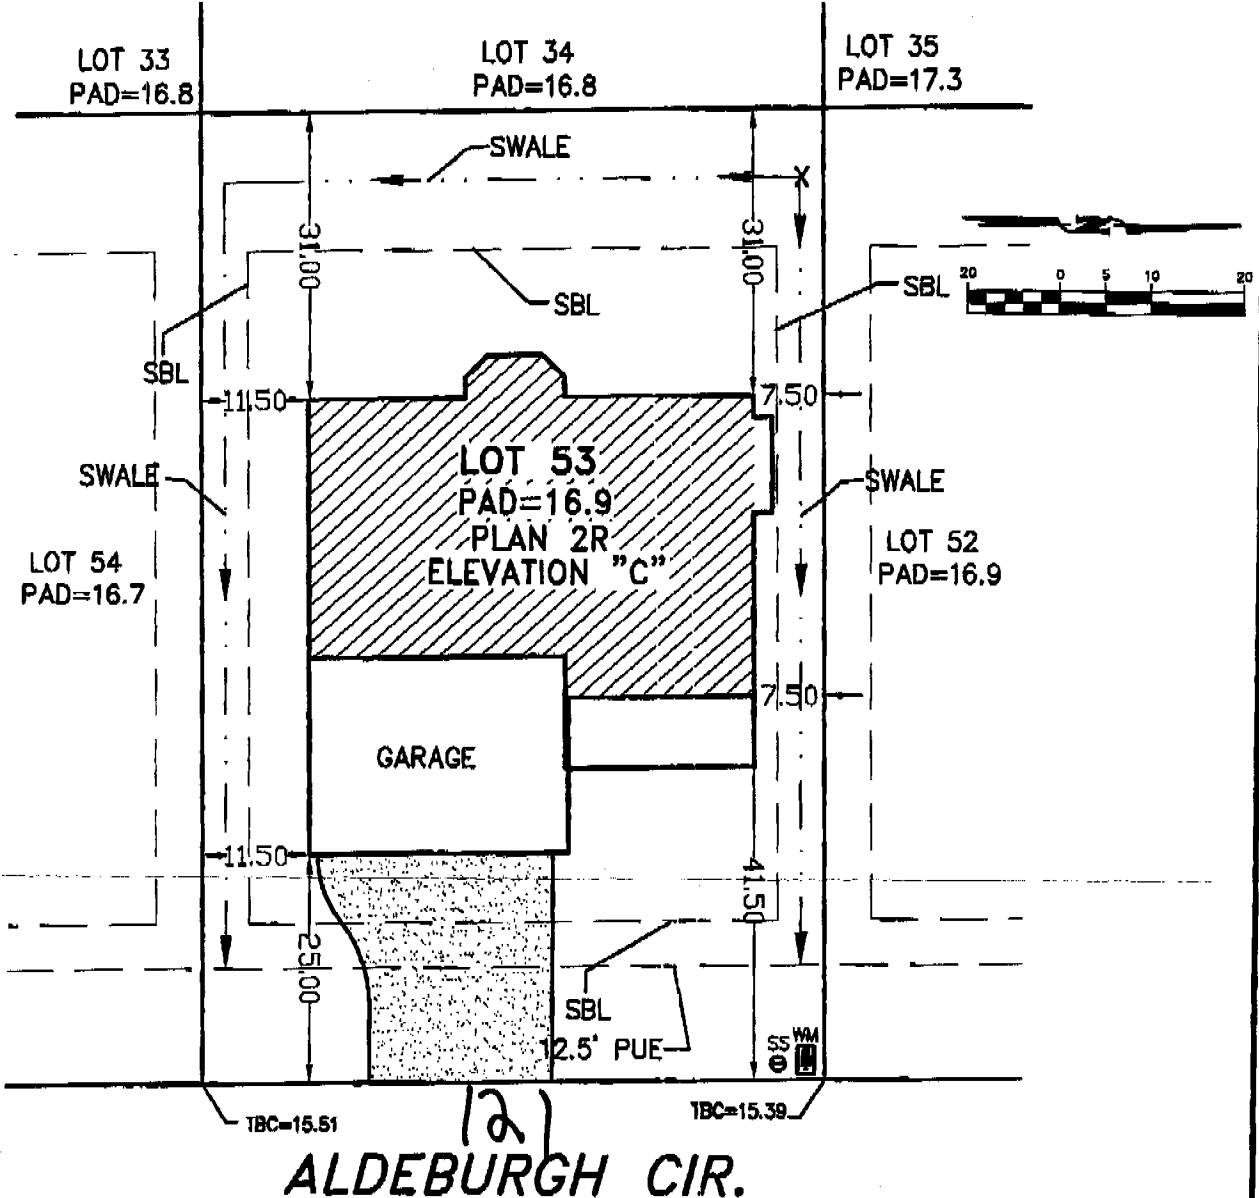 LOT 33
PAD=16.8
LOT 34
PAD=16.8
LOT 35
PAD=17.3
SWALE
31.00
31.00
SBL
20 0 5 10 20
SBL
SBL
11.50
7.50
SWALE
LOT 53
PAD=16.9
PLAN 2R
ELEVATION "C"
SWALE
LOT 54
PAD=16.7
LOT 52
PAD=16.9
7.50
GARAGE
11.50
41.50
25.00
SBL
12.5' PUE
SS WM
TBC=15.51
TBC=15.39
121
ALDEBURGH CIR.